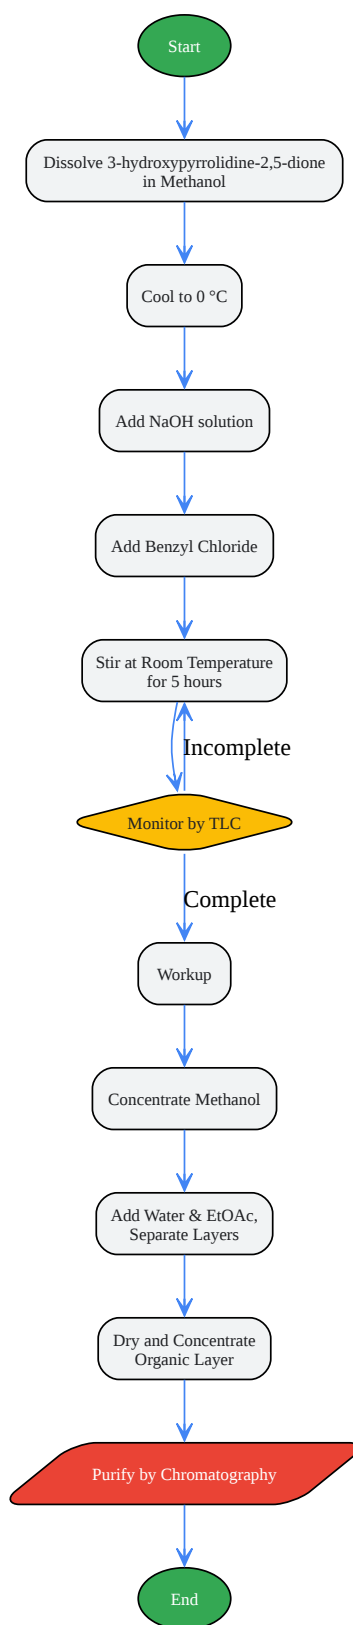 Start
Dissolve 3-hydroxypyrrolidine-2,5-dione
in Methanol
Cool to 0 °C
Add NaOH solution
Add Benzyl Chloride
Stir at Room Temperature
for 5 hours
Incomplete
Monitor by TLC
Complete
Workup
Concentrate Methanol
Add Water & EtOAc,
Separate Layers
Dry and Concentrate
Organic Layer
Purify by Chromatography
End